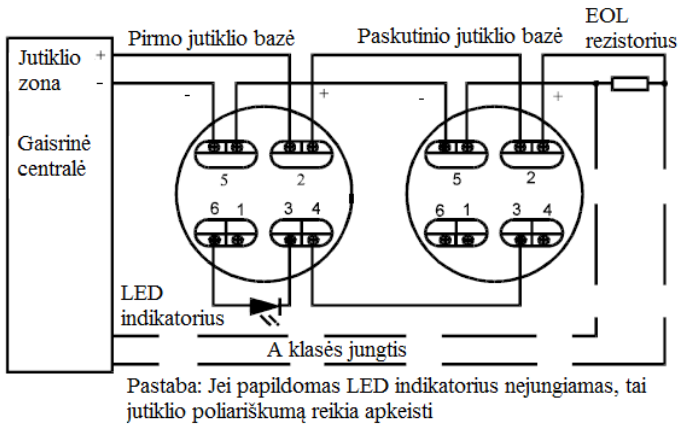 EOL
rezistorius
Pirmo jutiklio bazė
Paskutinio jutiklio bazė
Jutiklio +
zona -
- + - +
Gaisrinė
centralė
5 2 5 2
6 1 3 4 6 1 3 4
LED
indikatorius
A klasės jungtis
Pastaba: Jei papildomas LED indikatorius nejungiamas, tai
jutiklio poliariškumą reikia apkeisti